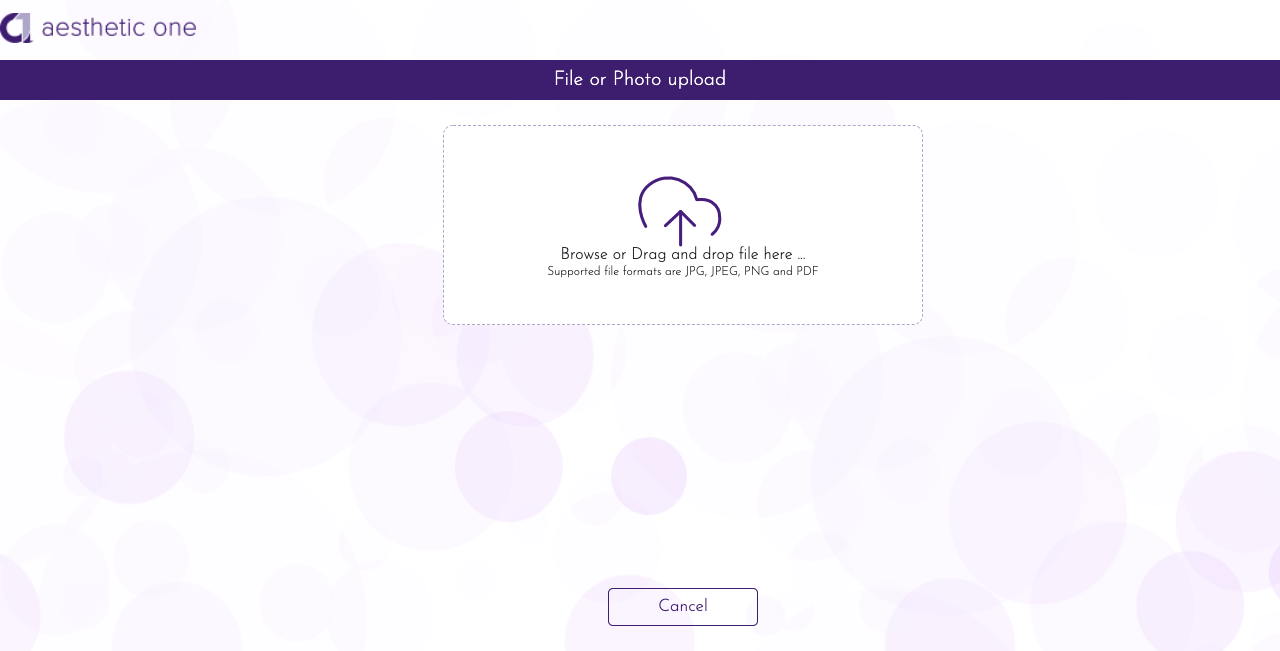 aesthetic one
File or Photo upload
Browse or Drag and drop file here ...
Supported file formats are JPG, JPEG, PNG and PDF
Cancel